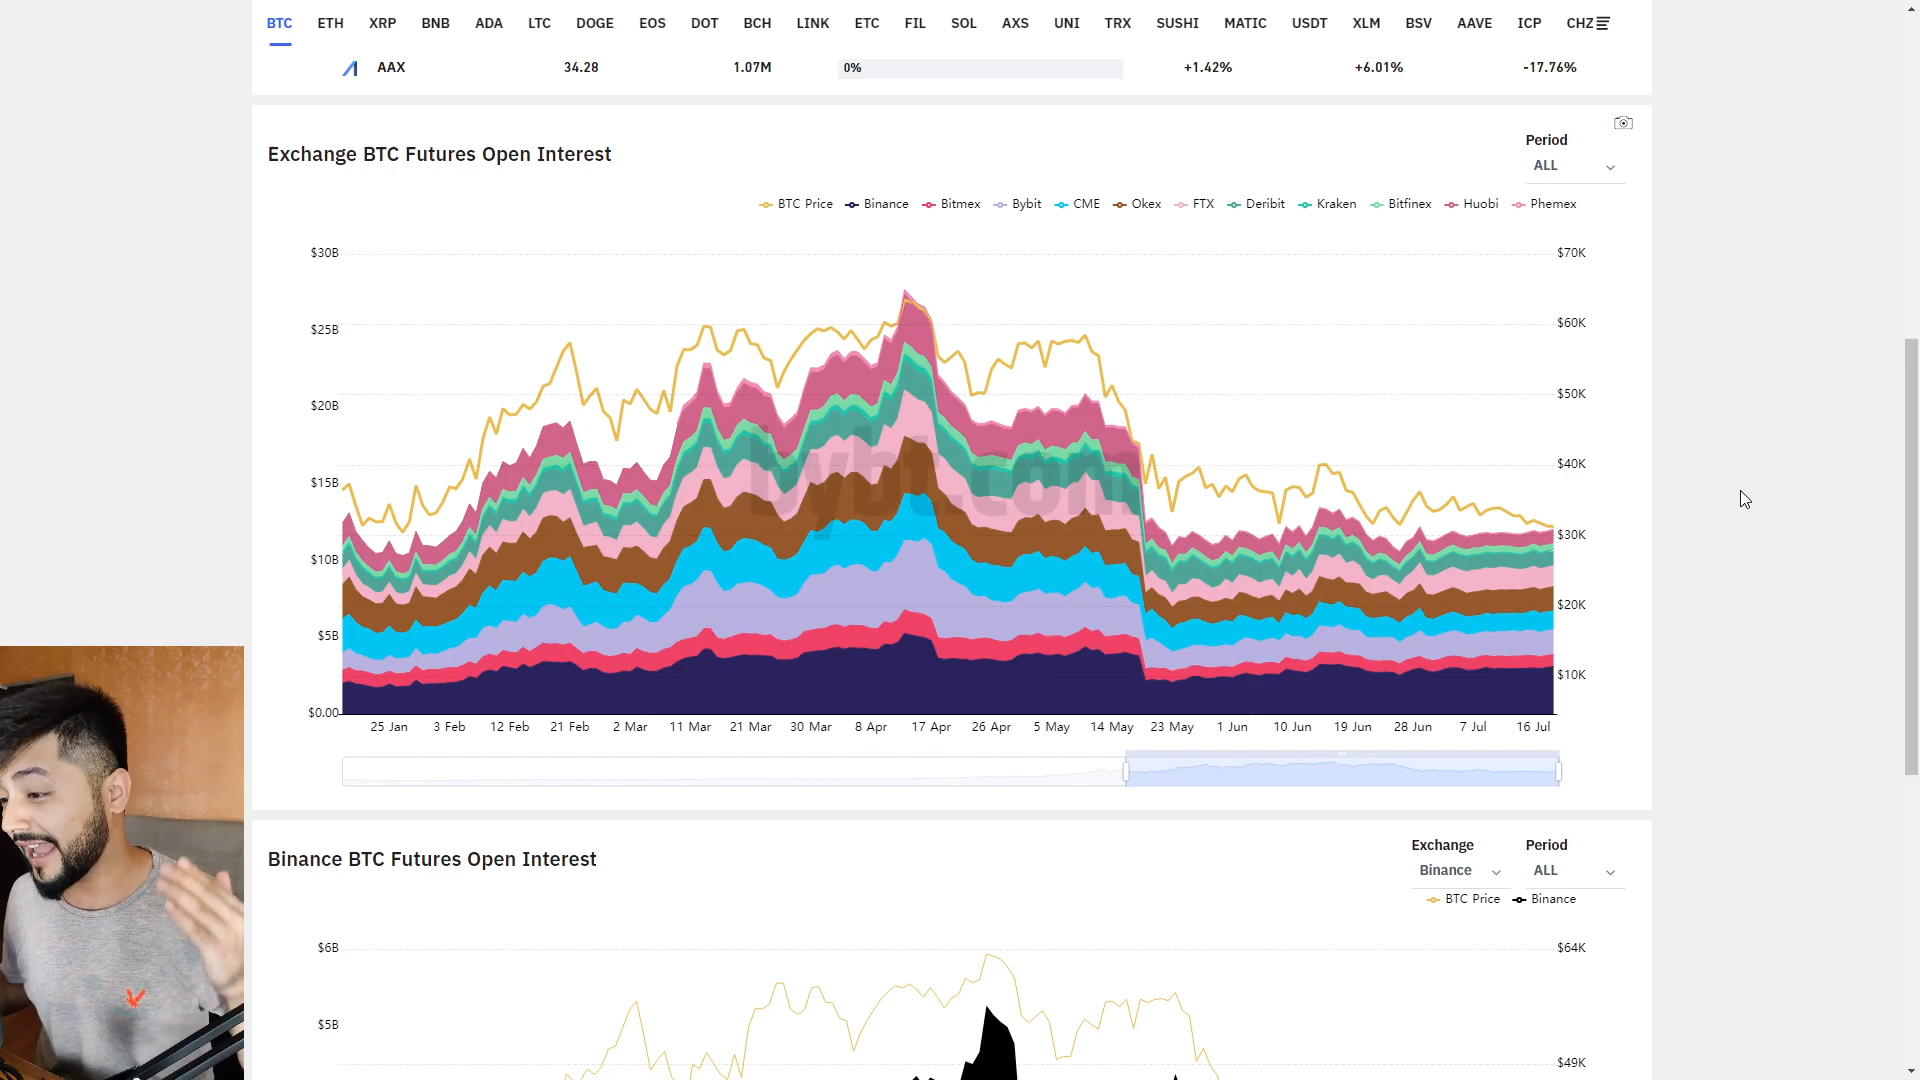 BTC ETH XRP BNB ADA LTC DOGE EOS DOT BCH LINK ETC FIL SOL AXS UNI TRX SUSHI MATIC USDT XLM BSV AAVE ICP CHZ
AAX 34.28 1.07M 0% +1.42% +6.01% -17.76%
Exchange BTC Futures Open Interest
Period
ALL
BTC Price Binance Bitmex Bybit CME Okex FTX Deribit Kraken Bitfinex Huobi Phemex
$30B $70K
$25B $60K
$20B $50K
$15B $40K
$10B $30K
$5B $20K
$10K
$0.00
bybt.com
25 Jan 3 Feb 12 Feb 21 Feb 2 Mar 11 Mar 21 Mar 30 Mar 8 Apr 17 Apr 26 Apr 5 May 14 May 23 May 1 Jun 10 Jun 19 Jun 28 Jun 7 Jul 16 Jul
Binance BTC Futures Open Interest
Exchange Period
Binance ALL
BTC Price Binance
$6B $64K
$5B
$49K